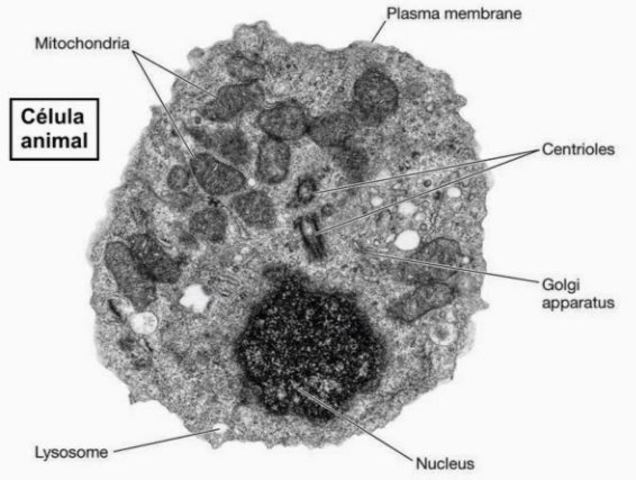 Plasma membrane
Mitochondria
Célula
animal
Centrioles
Golgi
apparatus
Lysosome
Nucleus